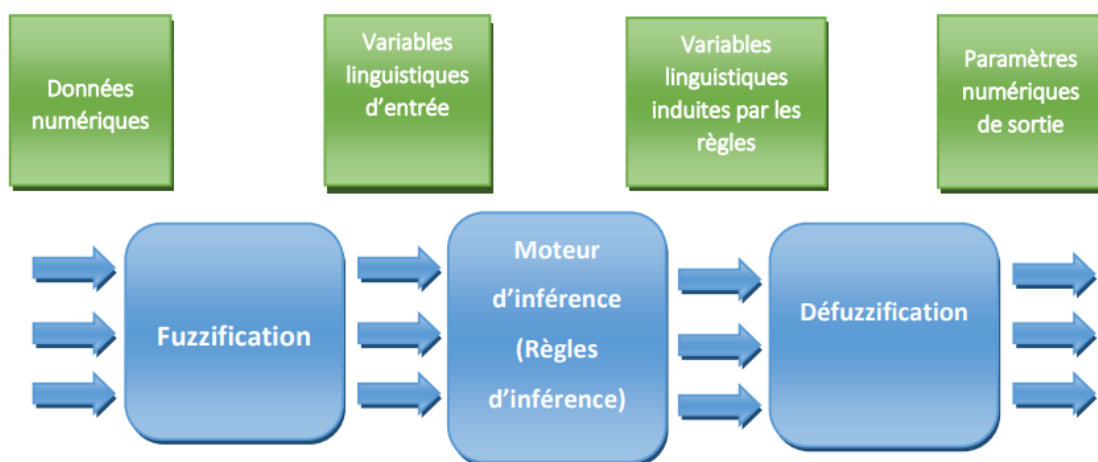 Données
numériques
Variables
linguistiques
d'entrée
Variables
linguistiques
induites par les
règles
Paramètres
numériques
de sortie
Fuzzification
Moteur
d'inférence
(Règles
d'inférence)
Défuzzification